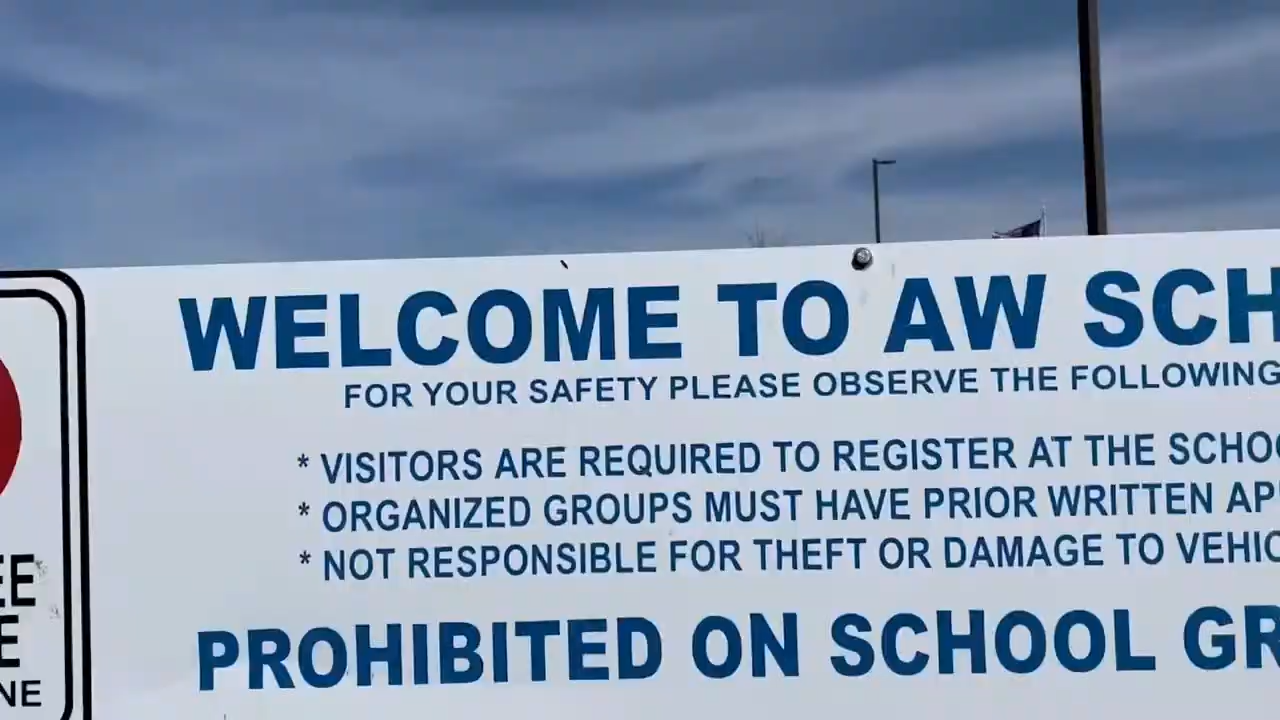 WELCOME TO AW SCH
FOR YOUR SAFETY PLEASE OBSERVE THE FOLLOWING
* VISITORS ARE REQUIRED TO REGISTER AT THE SCHOO
* ORGANIZED GROUPS MUST HAVE PRIOR WRITTEN AP
* NOT RESPONSIBLE FOR THEFT OR DAMAGE TO VEHIC
PROHIBITED ON SCHOOL GR
EE
E
NE